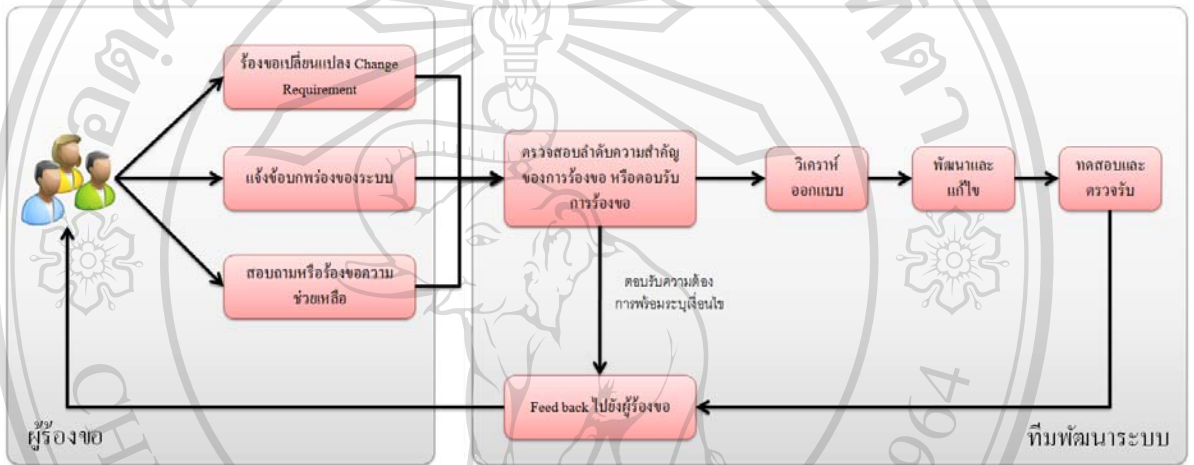 ร้องขอเปลี่ยนแปลง Change
Requirement
แจ้งข้อบกพร่องของระบบ
สอบถามหรือร้องขอความ
ช่วยเหลือ
ผู้ร้องขอ
ตรวจสอบลำดับความสำคัญ
ของการร้องขอ หรือตอบรับ
การร้องขอ
วิเคราห์
ออกแบบ
พัฒนาและ
แก้ไข
ทดสอบและ
ตรวจรับ
ตอบรับความต้อง
การพร้อมระบุเงื่อนไข
Feed back ไปยังผู้ร้องขอ
ทีมพัฒนาระบบ
1964